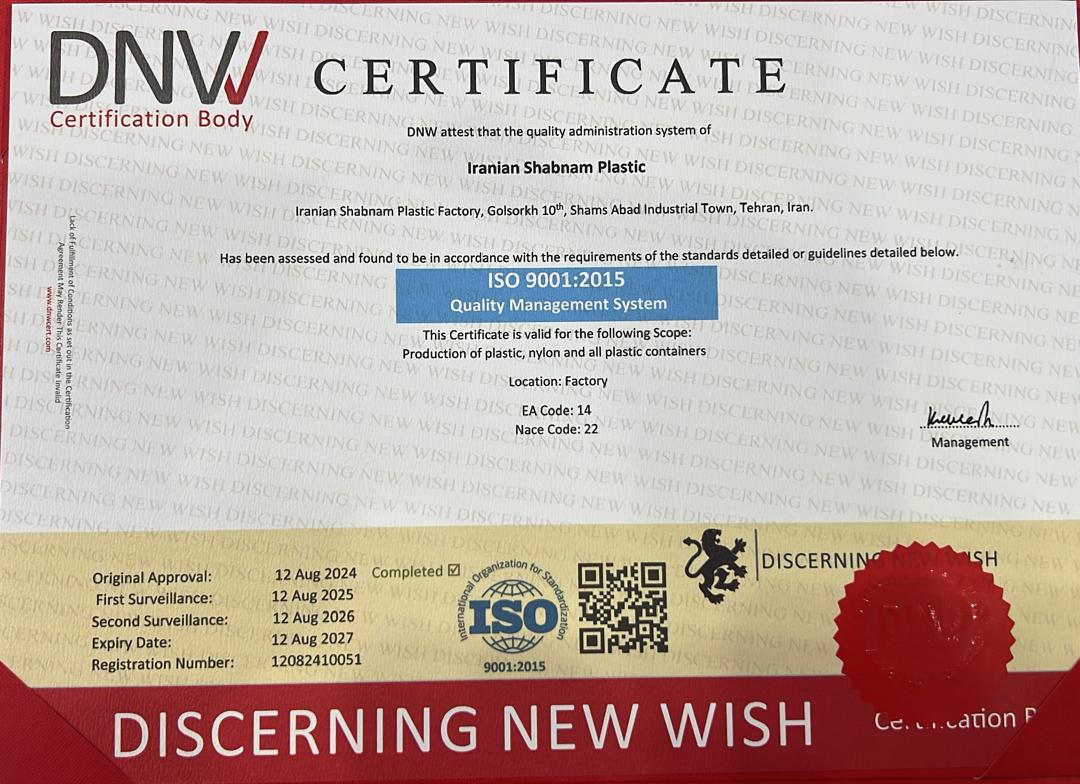 DNW
Certification Body
CERTIFICATE
DNW attest that the quality administration system of
Iranian Shabnam Plastic
Iranian Shabnam Plastic Factory, Golsorkh 10th, Shams Abad Industrial Town, Tehran, Iran.
Has been assessed and found to be in accordance with the requirements of the standards detailed or guidelines detailed below.
ISO 9001:2015
Quality Management System
This Certificate is valid for the following Scope:
Production of plastic, nylon and all plastic containers
Location: Factory
EA Code: 14
Nace Code: 22
Lack of Fulfillment of Conditions as set out in the Certification
Agreement May Render This Certificate Invalid
www.dnwcert.com
Management
Original Approval: 12 Aug 2024 Completed ☑
First Surveillance: 12 Aug 2025
Second Surveillance: 12 Aug 2026
Expiry Date: 12 Aug 2027
Registration Number: 12082410051
International Organization for Standardization
ISO
9001:2015
DISCERNING NEW WISH
DISCERNING NEW WISH